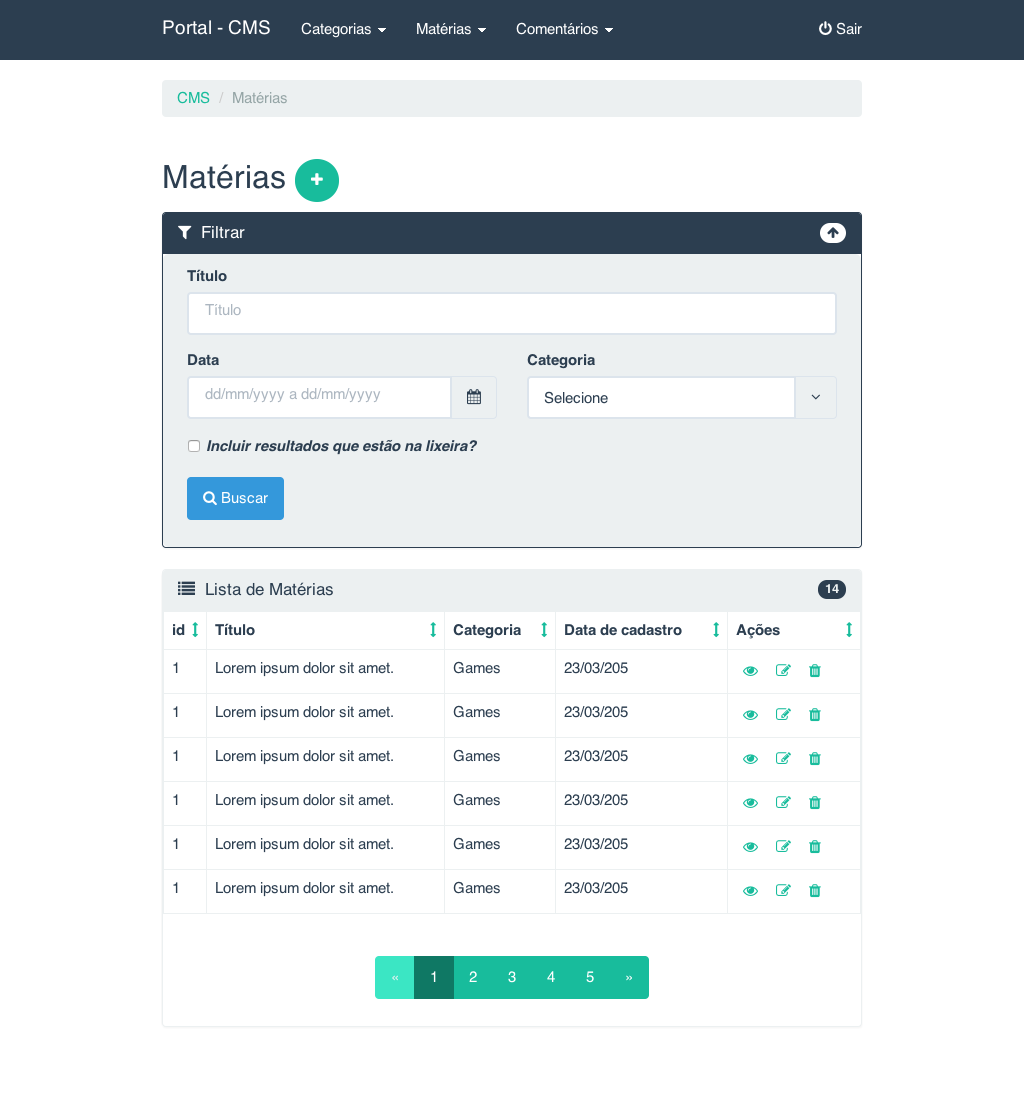 Portal - CMS Categorias Matérias Comentários Sair
CMS / Matérias
Matérias
Filtrar
Título
Título
Data Categoria
dd/mm/yyyy a dd/mm/yyyy Selecione
Incluir resultados que estão na lixeira?
Buscar
Lista de Matérias 14
id Título Categoria Data de cadastro Ações
1 Lorem ipsum dolor sit amet. Games 23/03/205
1 Lorem ipsum dolor sit amet. Games 23/03/205
1 Lorem ipsum dolor sit amet. Games 23/03/205
1 Lorem ipsum dolor sit amet. Games 23/03/205
1 Lorem ipsum dolor sit amet. Games 23/03/205
1 Lorem ipsum dolor sit amet. Games 23/03/205
« 1 2 3 4 5 »